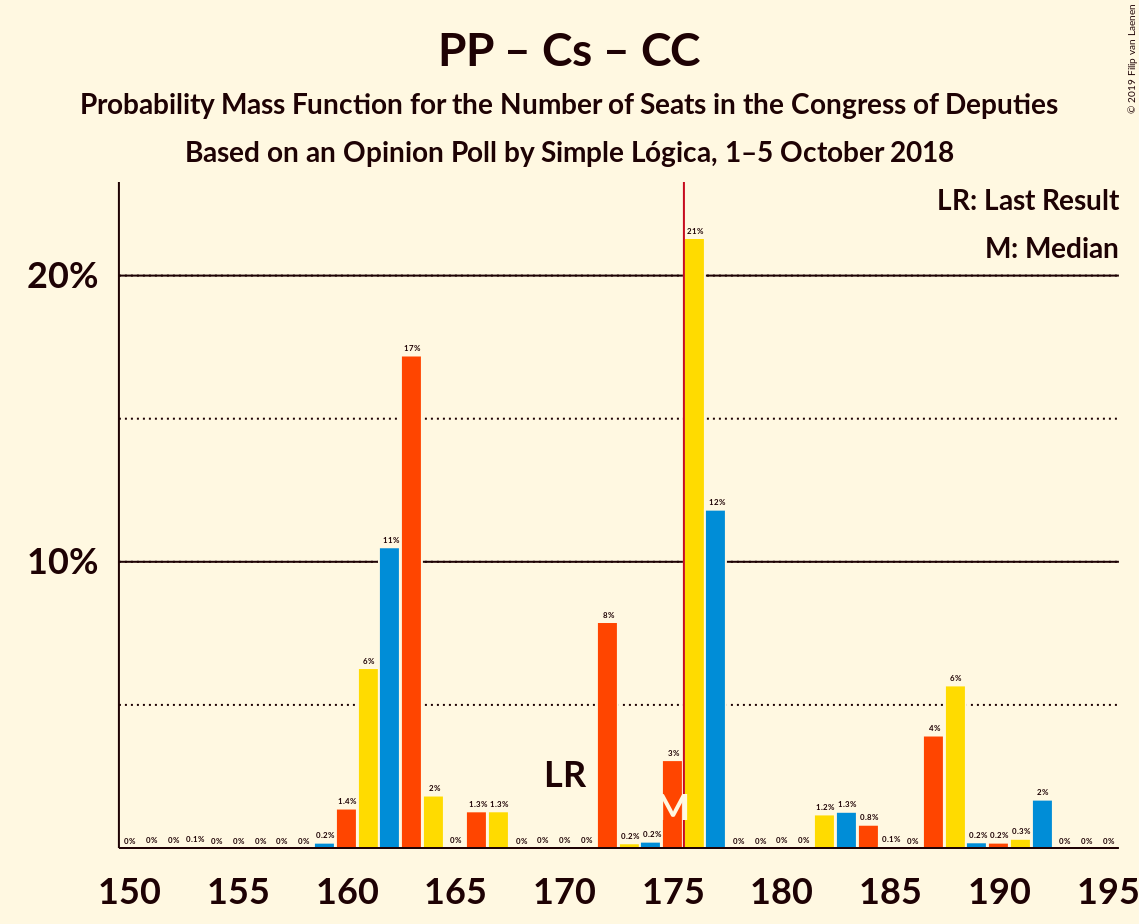 PP – Cs – CC
Probability Mass Function for the Number of Seats in the Congress of Deputies
Based on an Opinion Poll by Simple Lógica, 1–5 October 2018
© 2019 Filip van Laenen
LR: Last Result
M: Median
20%
10%
0% 0% 0% 0.1% 0% 0% 0% 0% 0% 0.2% 1.4% 6% 11% 17% 2% 0% 1.3% 1.3% 0% 0% 0% 0% 8% 0.2% 0.2% 3% 21% 12% 0% 0% 0% 0% 1.2% 1.3% 0.8% 0.1% 0% 4% 6% 0.2% 0.2% 0.3% 2% 0% 0% 0%
LR
M
150 155 160 165 170 175 180 185 190 195